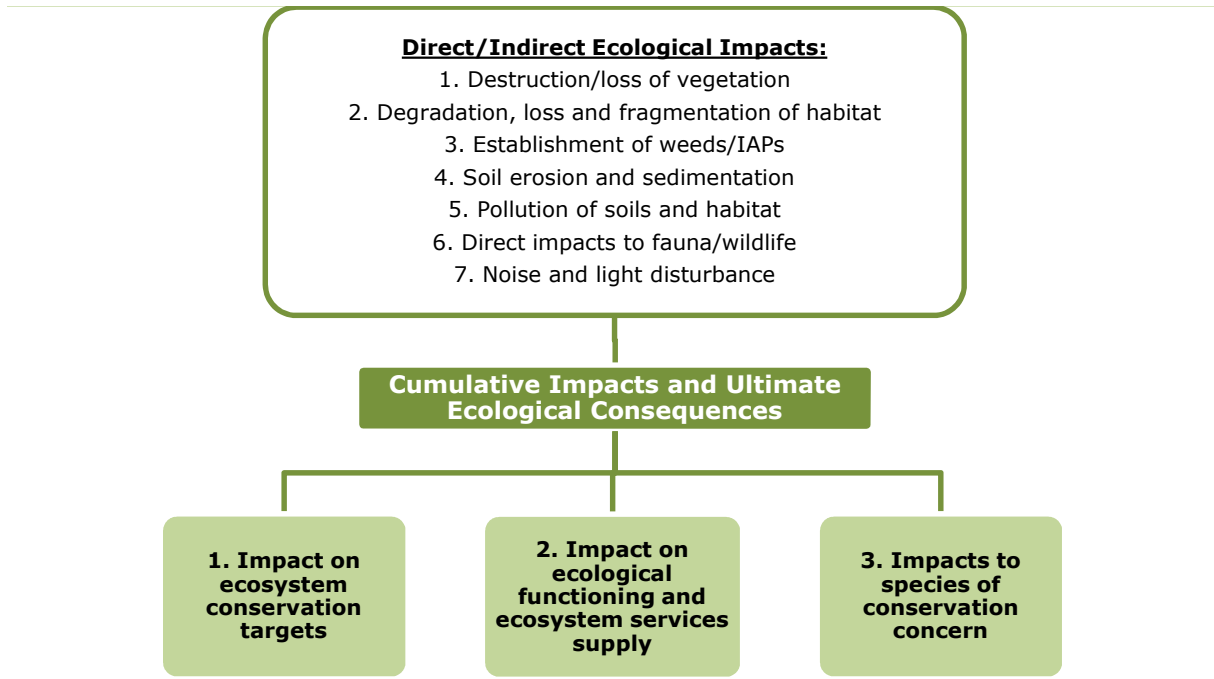 Direct/Indirect Ecological Impacts:
1. Destruction/loss of vegetation
2. Degradation, loss and fragmentation of habitat
3. Establishment of weeds/IAPs
4. Soil erosion and sedimentation
5. Pollution of soils and habitat
6. Direct impacts to fauna/wildlife
7. Noise and light disturbance
Cumulative Impacts and Ultimate
Ecological Consequences
1. Impact on
ecosystem
conservation
targets
2. Impact on
ecological
functioning and
ecosystem services
supply
3. Impacts to
species of
conservation
concern